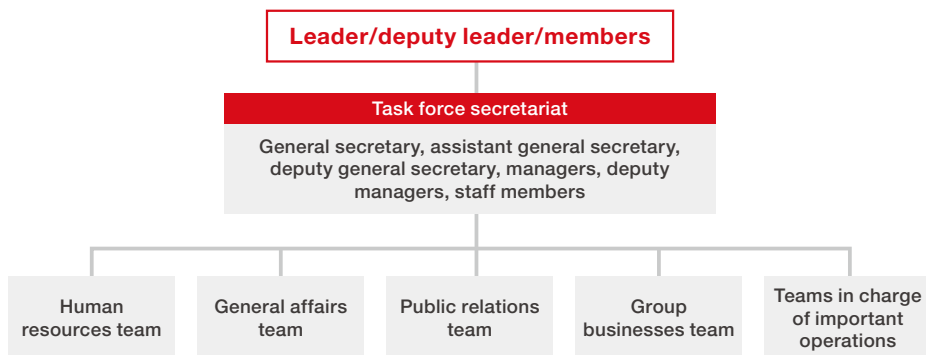 Leader/deputy leader/members
Task force secretariat
General secretary, assistant general secretary,
deputy general secretary, managers, deputy
managers, staff members
Human
resources team
General affairs
team
Public relations
team
Group
businesses team
Teams in charge
of important
operations